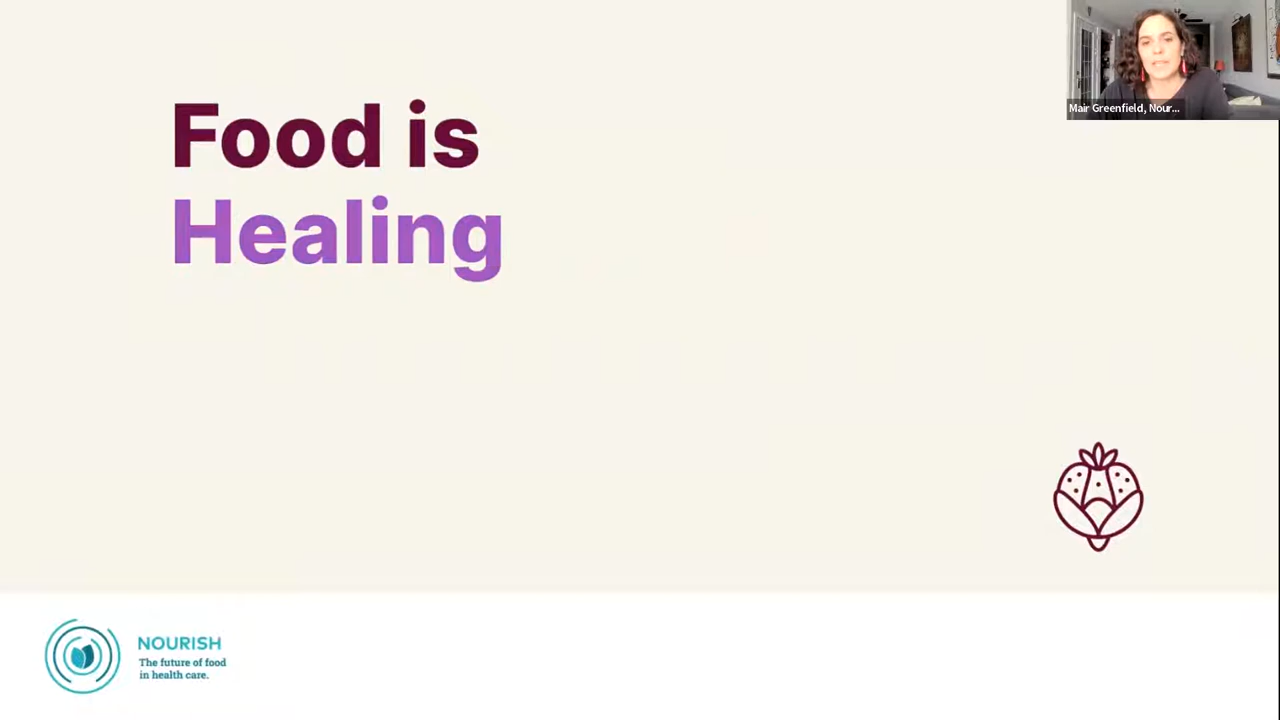 Food is
Healing
Mair Greenfield, Nour...
NOURISH
The future of food
in health care.